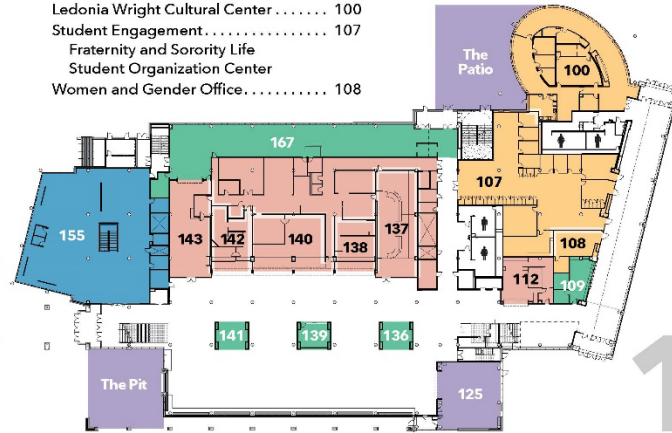 Ledonia Wright Cultural Center . . . . . . . 100
Student Engagement . . . . . . . . . . . . . . . 107
Fraternity and Sorority Life
Student Organization Center
Women and Gender Office . . . . . . . . . . 108
The
Patio
100
167
107
155
143
142
140
138
137
108
112
109
141
139
136
The Pit
125
1